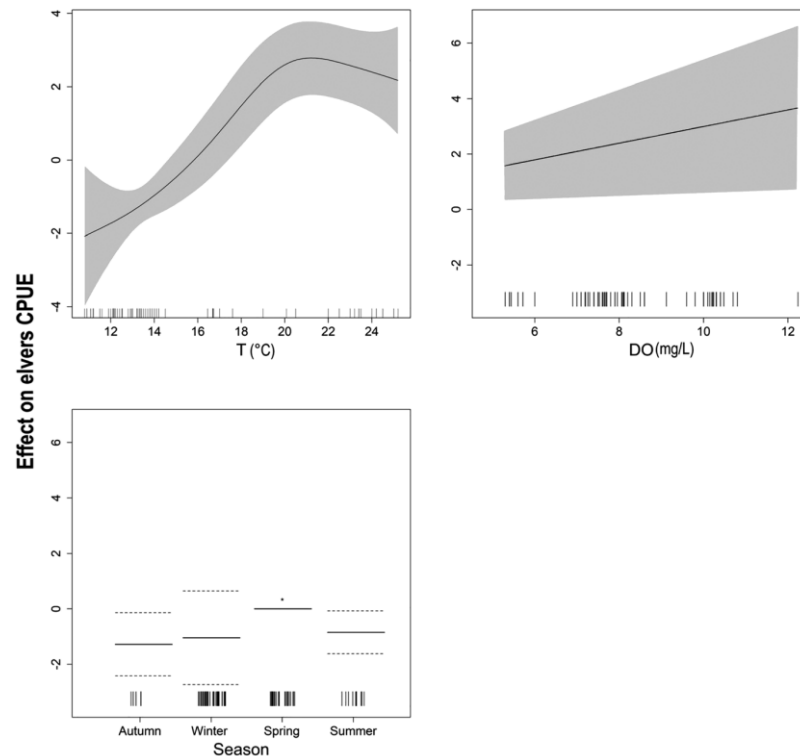 Effect on elvers CPUE
4
2
0
-2
-4
12 14 16 18 20 22 24
T (°C)
6
4
2
0
-2
6 8 10 12
DO (mg/L)
6
4
2
0
-2
*
Autumn Winter Spring Summer
Season